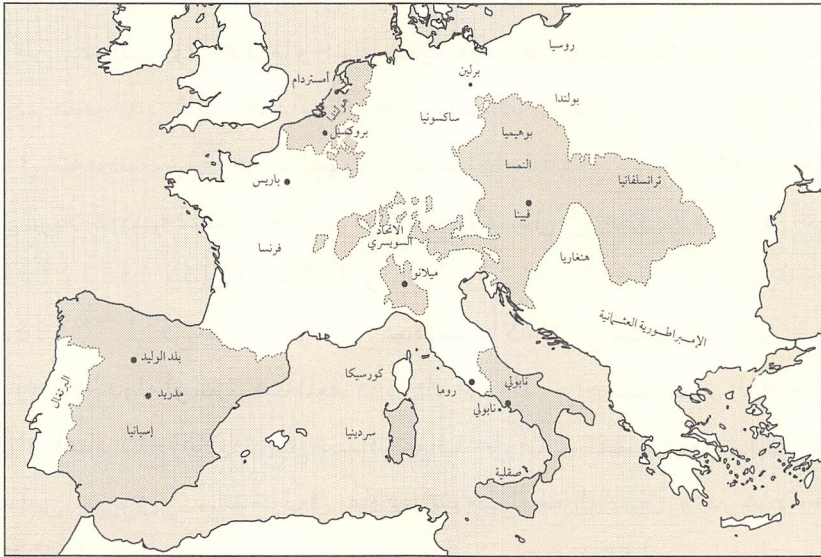 روسيا
برلين
بولندا
أمستردام
هولندا
ساكسونيا
بروكسل
بوهيميا
النمسا
ترانسلفانيا
باريس
فيينا
الاتحاد
السويسري
فرنسا
هنغاريا
ميلانو
الإمبراطورية العثمانية
بلد الوليد
كورسيكا
روما
نابولي
البرتغال
مدريد
نابولي
إسبانيا
سردينيا
صقلية